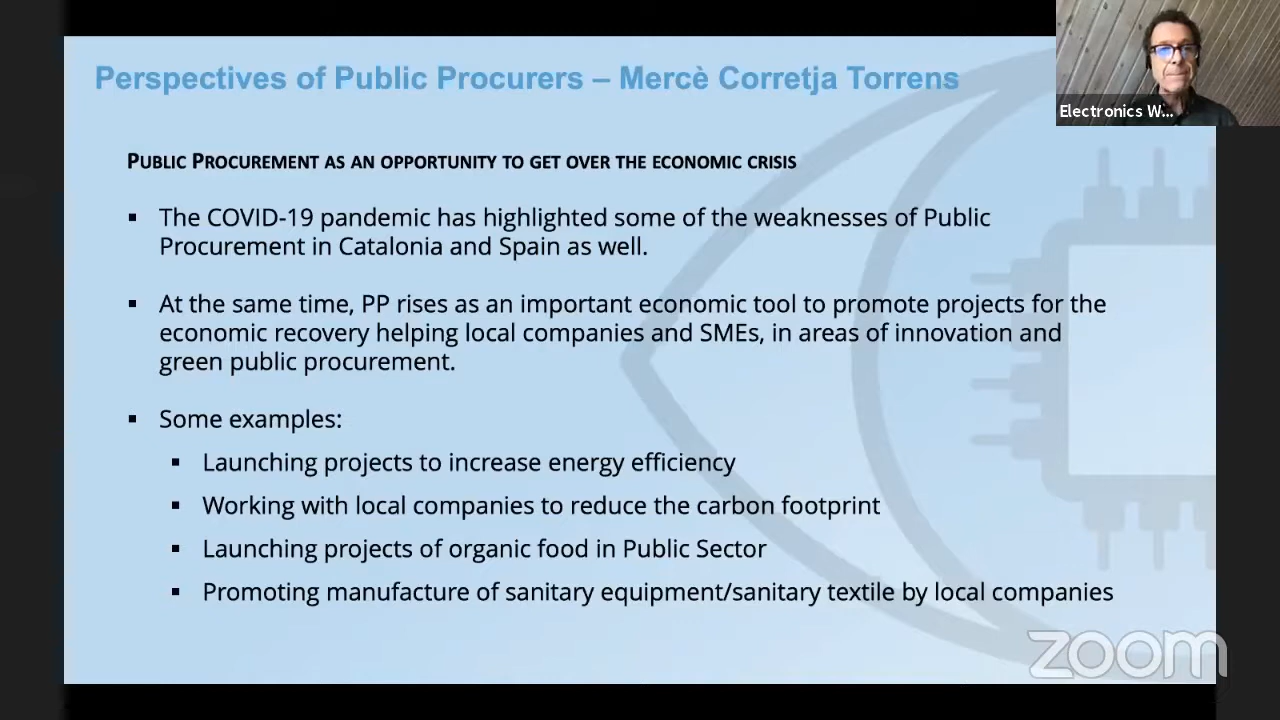 Perspectives of Public Procurers – Mercè Corretja Torrens
Electronics W...
PUBLIC PROCUREMENT AS AN OPPORTUNITY TO GET OVER THE ECONOMIC CRISIS
▪ The COVID-19 pandemic has highlighted some of the weaknesses of Public
Procurement in Catalonia and Spain as well.
▪ At the same time, PP rises as an important economic tool to promote projects for the
economic recovery helping local companies and SMEs, in areas of innovation and
green public procurement.
▪ Some examples:
▪ Launching projects to increase energy efficiency
▪ Working with local companies to reduce the carbon footprint
▪ Launching projects of organic food in Public Sector
▪ Promoting manufacture of sanitary equipment/sanitary textile by local companies
zoom